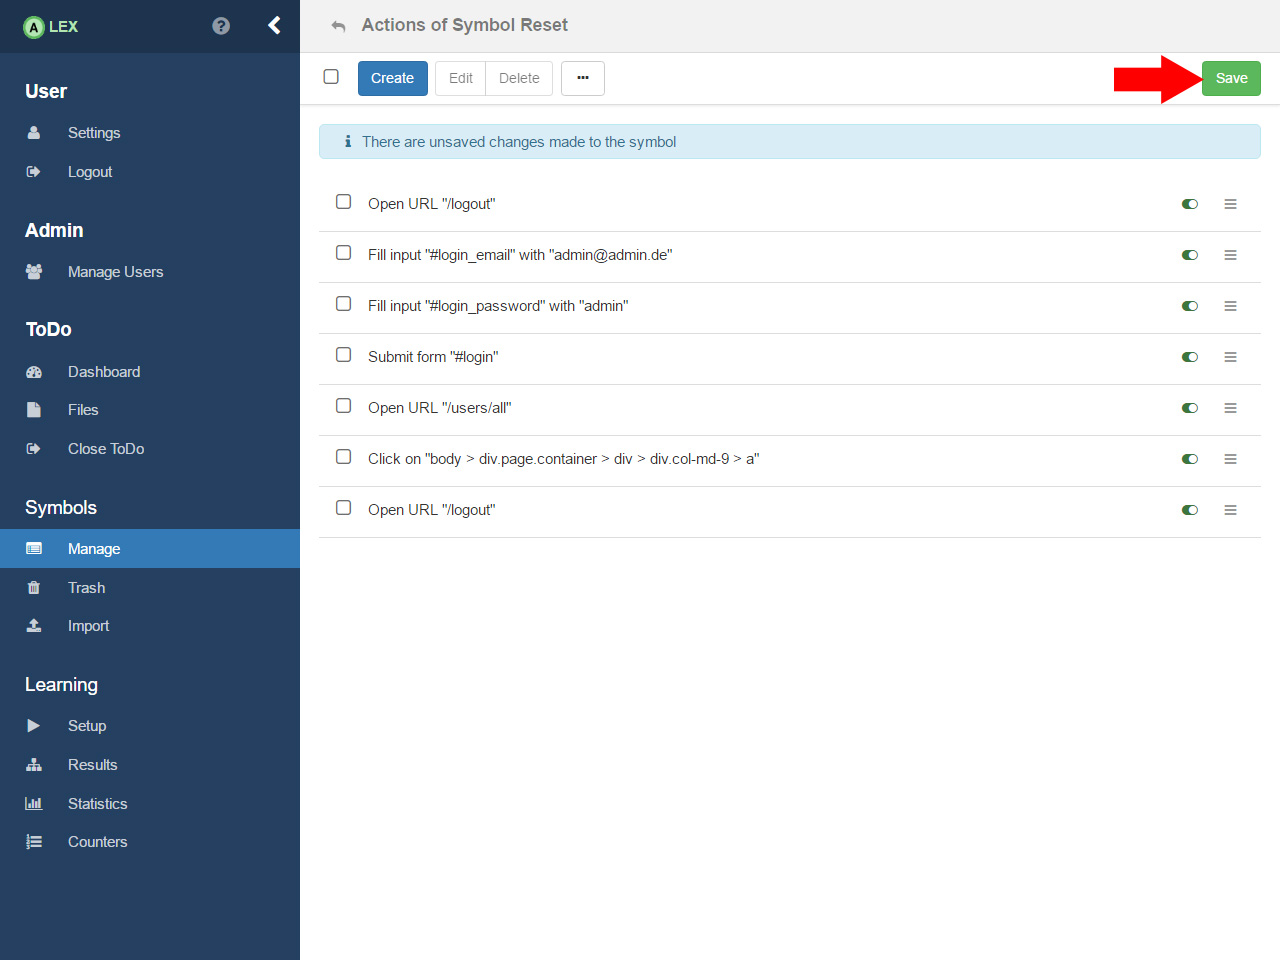 A LEX
User
Settings
Logout
Admin
Manage Users
ToDo
Dashboard
Files
Close ToDo
Symbols
Manage
Trash
Import
Learning
Setup
Results
Statistics
Counters
Actions of Symbol Reset
Create Edit Delete ... Save
There are unsaved changes made to the symbol
Open URL "/logout"
Fill input "#login_email" with "admin@admin.de"
Fill input "#login_password" with "admin"
Submit form "#login"
Open URL "/users/all"
Click on "body > div.page.container > div > div.col-md-9 > a"
Open URL "/logout"